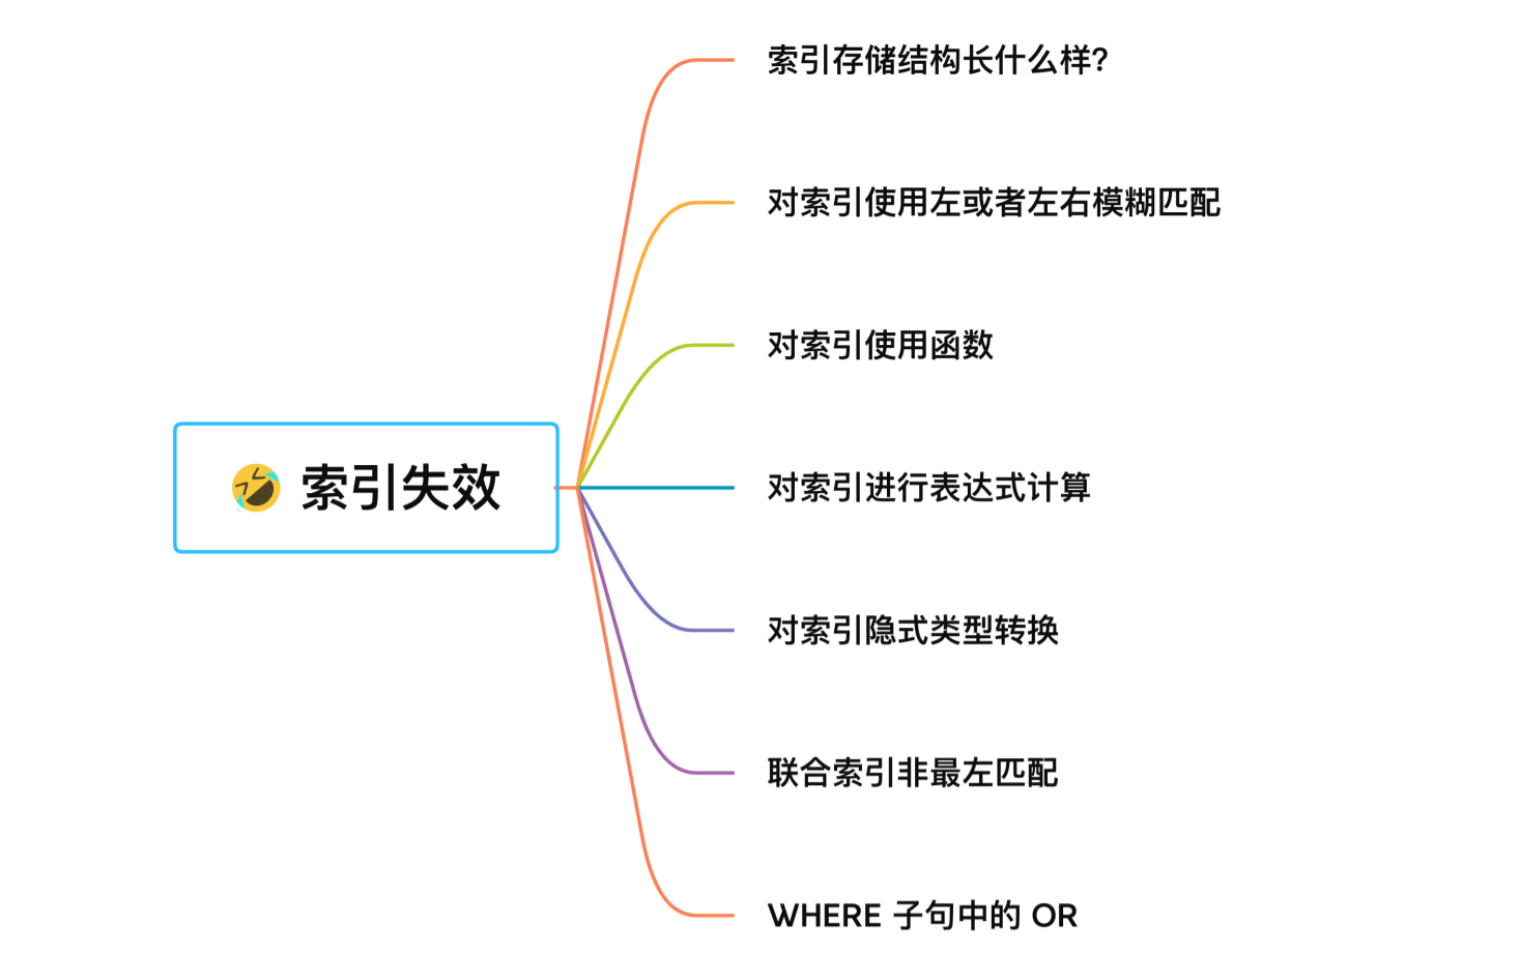 索引存储结构长什么样?
对索引使用左或者左右模糊匹配
对索引使用函数
🤣 索引失效
对索引进行表达式计算
对索引隐式类型转换
联合索引非最左匹配
WHERE 子句中的 OR